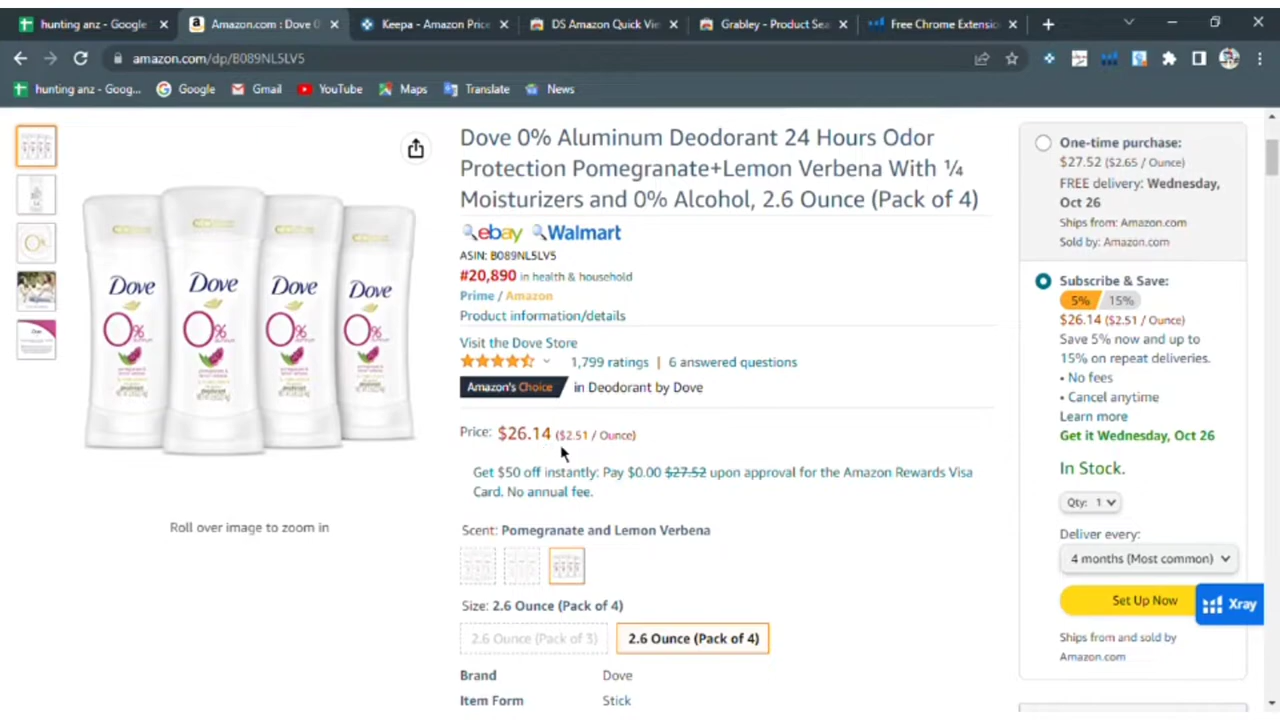 hunting anz - Google
Amazon.com : Dove 0
Keepa - Amazon Price
DS Amazon Quick Vie
Grabley - Product Sea
Free Chrome Extensio
amazon.com/dp/B089NL5LV5
hunting anz - Goog...
Google
Gmail
YouTube
Maps
Translate
News
Dove 0% Aluminum Deodorant 24 Hours Odor
Protection Pomegranate+Lemon Verbena With ¼
Moisturizers and 0% Alcohol, 2.6 Ounce (Pack of 4)
ebay Walmart
ASIN: B089NL5LV5
#20,890 in health & household
Prime / Amazon
Product information/details
Visit the Dove Store
1,799 ratings | 6 answered questions
Amazon's Choice in Deodorant by Dove
Price: $26.14 ($2.51 / Ounce)
Get $50 off instantly: Pay $0.00 $27.52 upon approval for the Amazon Rewards Visa
Card. No annual fee.
Dove Dove Dove Dove
0% 0% 0% 0%
Roll over image to zoom in
Scent: Pomegranate and Lemon Verbena
Size: 2.6 Ounce (Pack of 4)
2.6 Ounce (Pack of 3)
2.6 Ounce (Pack of 4)
Brand Dove
Item Form Stick
One-time purchase:
$27.52 ($2.65 / Ounce)
FREE delivery: Wednesday,
Oct 26
Ships from: Amazon.com
Sold by: Amazon.com
Subscribe & Save:
5% 15%
$26.14 ($2.51 / Ounce)
Save 5% now and up to
15% on repeat deliveries.
• No fees
• Cancel anytime
Learn more
Get it Wednesday, Oct 26
In Stock.
Qty: 1
Deliver every:
4 months (Most common)
Set Up Now
Xray
Ships from and sold by
Amazon.com